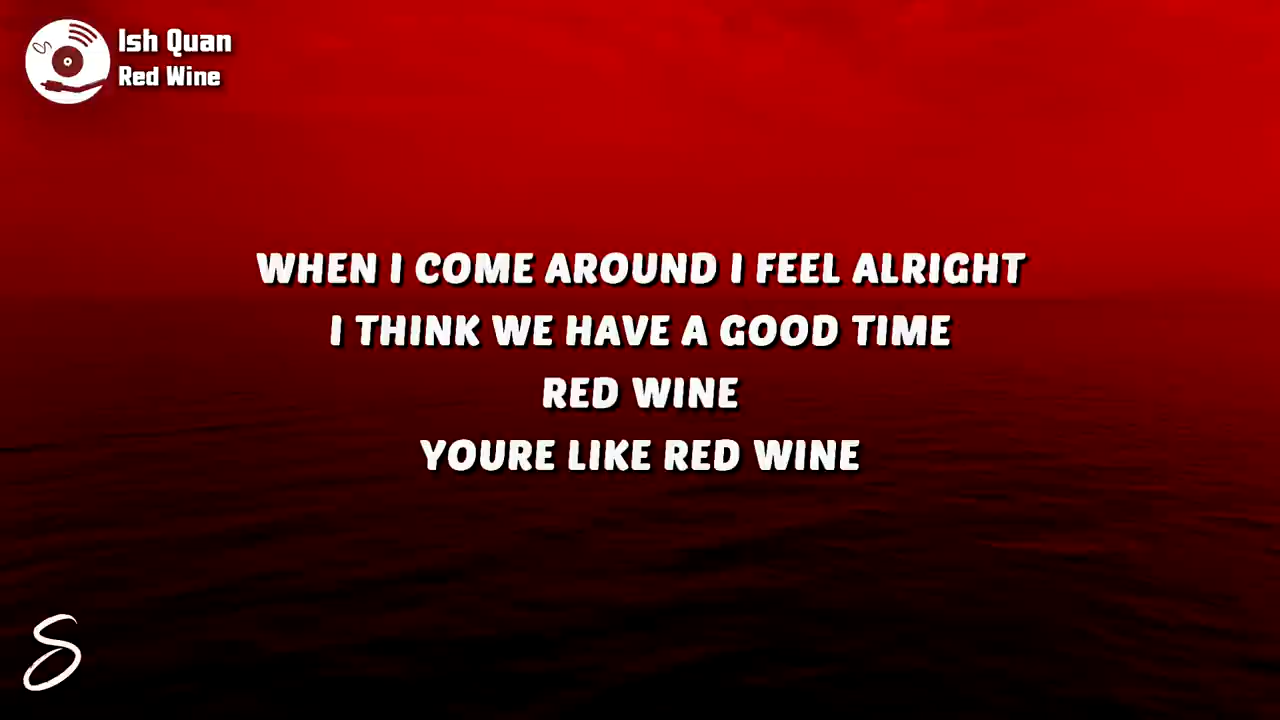 Ish Quan
Red Wine
WHEN I COME AROUND I FEEL ALRIGHT
I THINK WE HAVE A GOOD TIME
RED WINE
YOURE LIKE RED WINE
S